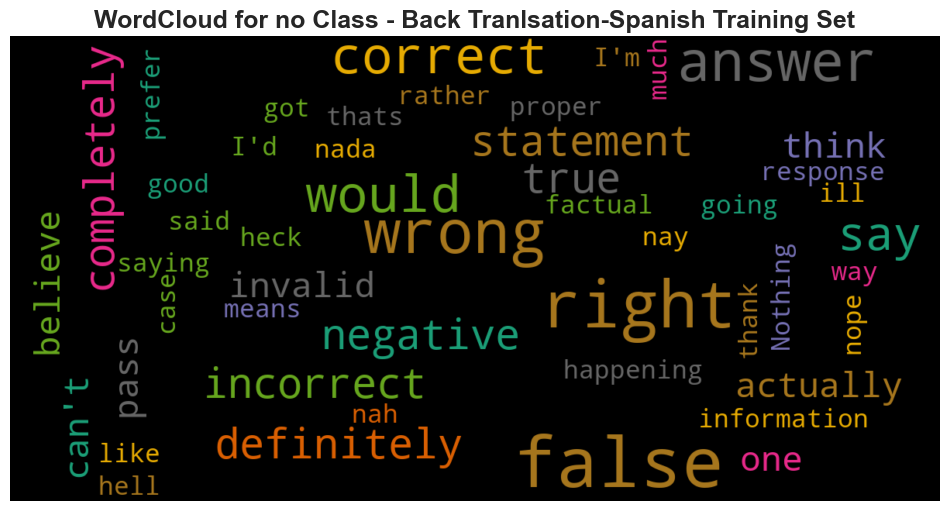 WordCloud for no Class - Back Tranlsation-Spanish Training Set
correct
I'm
much
answer
completely
prefer
rather
got
thats
proper
statement
I'd
nada
think
good
true
response
would
factual
going
ill
believe
said
wrong
heck
nay
say
saying
case
invalid
Nothing
way
means
right
thank
nope
negative
pass
happening
can't
incorrect
actually
nah
information
like
definitely
false
one
hell